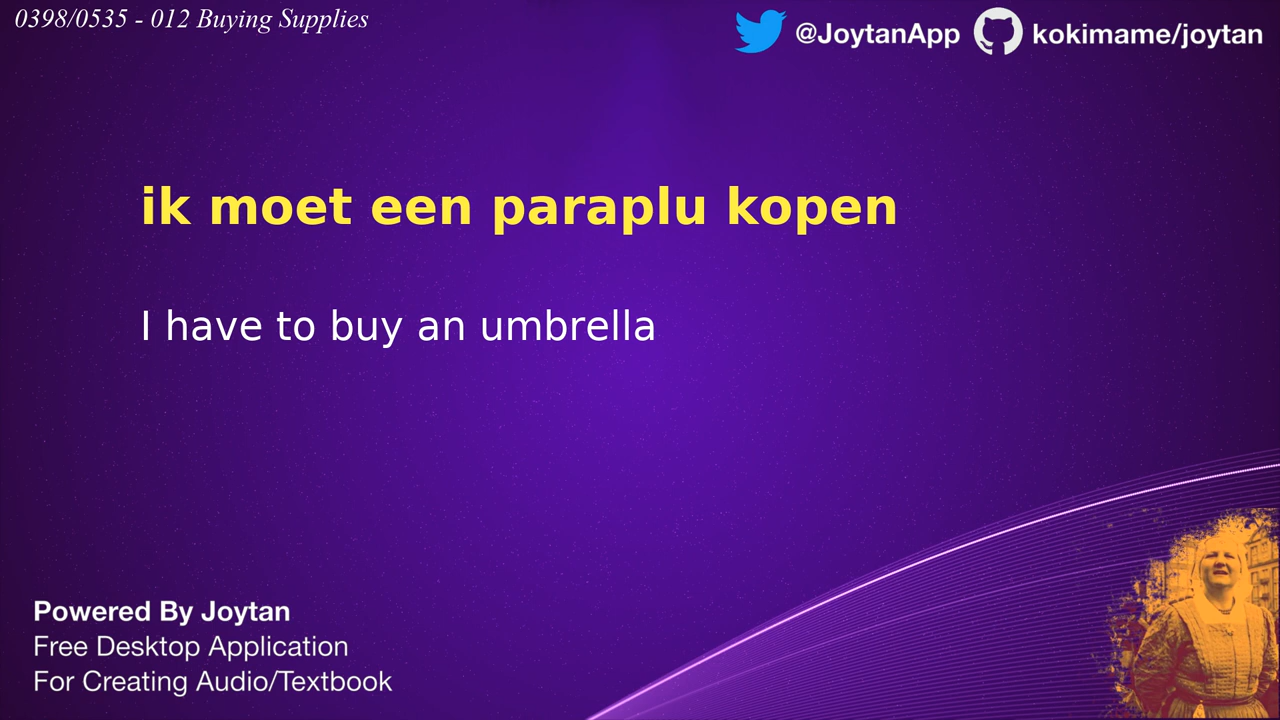 0398/0535 - 012 Buying Supplies
@JoytanApp
kokimame/joytan
ik moet een paraplu kopen
I have to buy an umbrella
Powered By Joytan
Free Desktop Application
For Creating Audio/Textbook